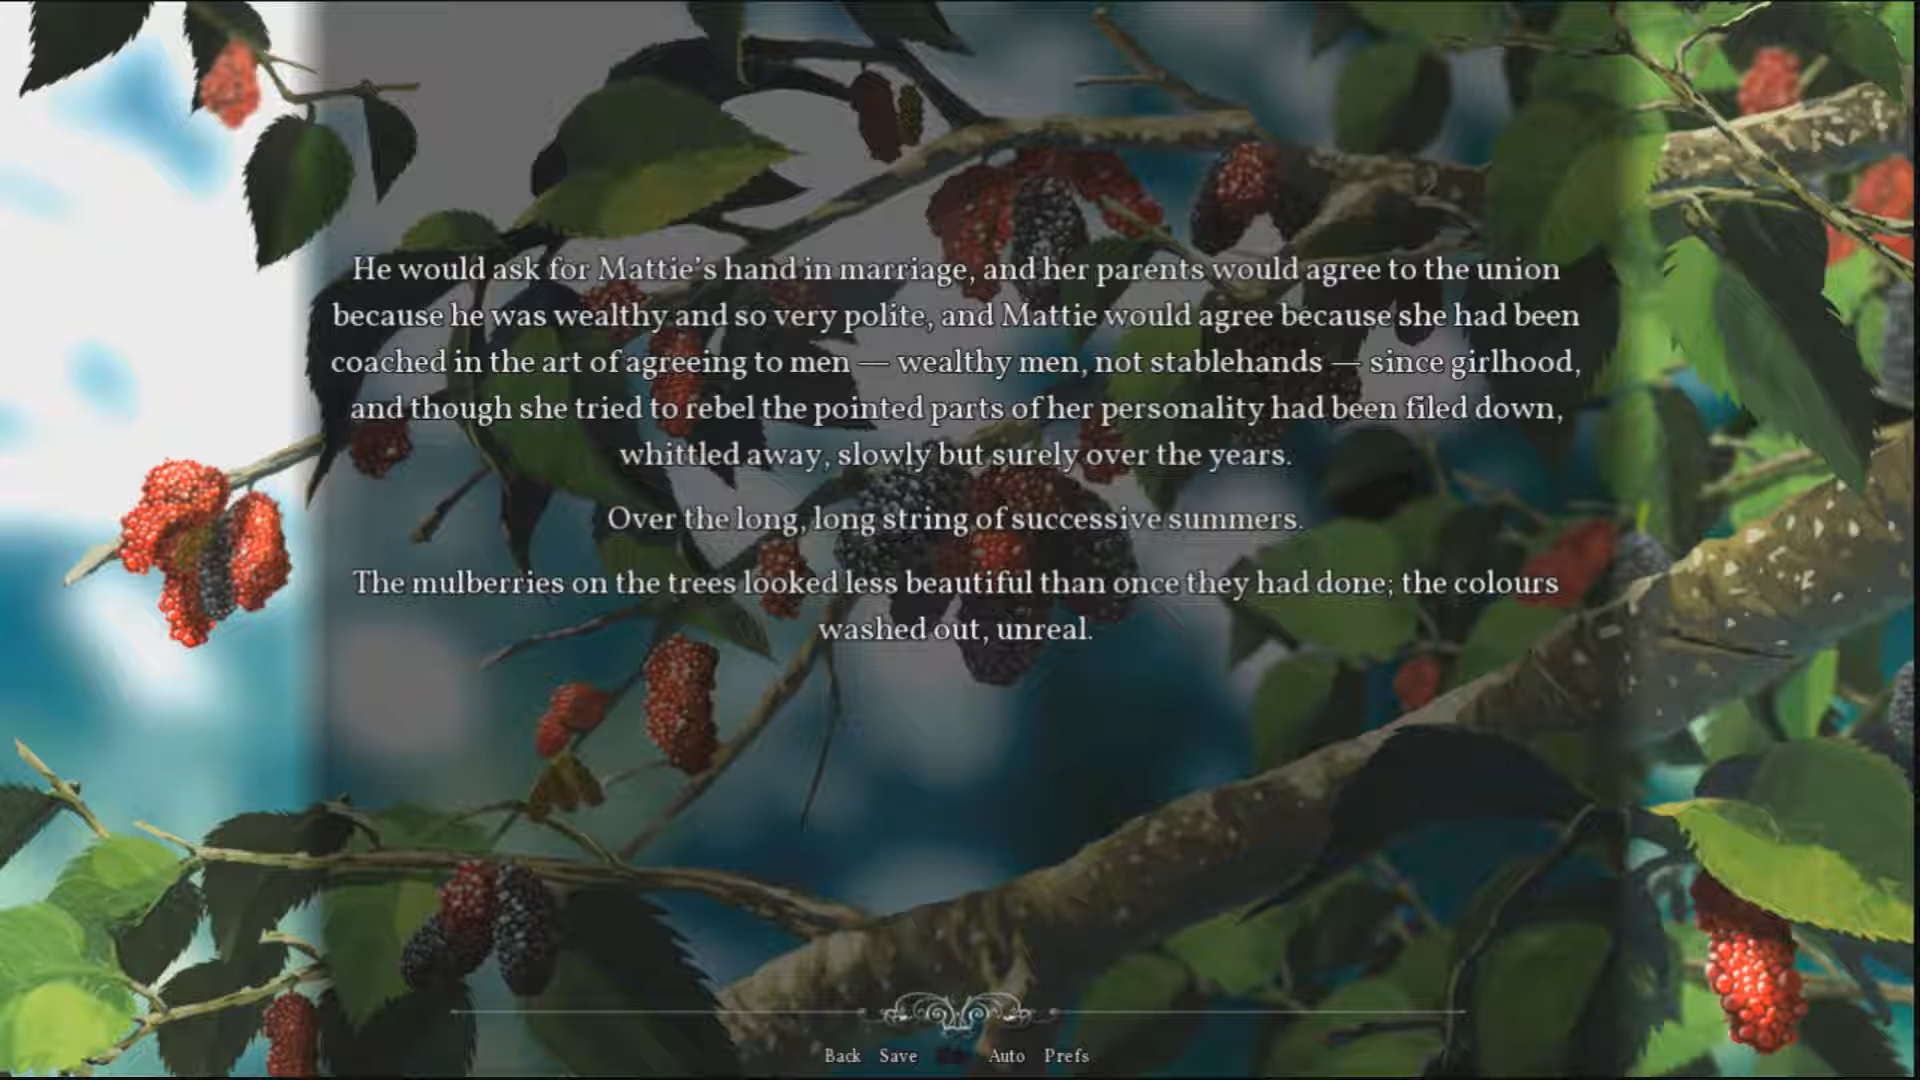 He would ask for Mattie’s hand in marriage, and her parents would agree to the union
because he was wealthy and so very polite, and Mattie would agree because she had been
coached in the art of agreeing to men — wealthy men, not stablehands — since girlhood,
and though she tried to rebel the pointed parts of her personality had been filed down,
whittled away, slowly but surely over the years.
Over the long, long string of successive summers.
The mulberries on the trees looked less beautiful than once they had done; the colours
washed out, unreal.
Back Save Auto Prefs